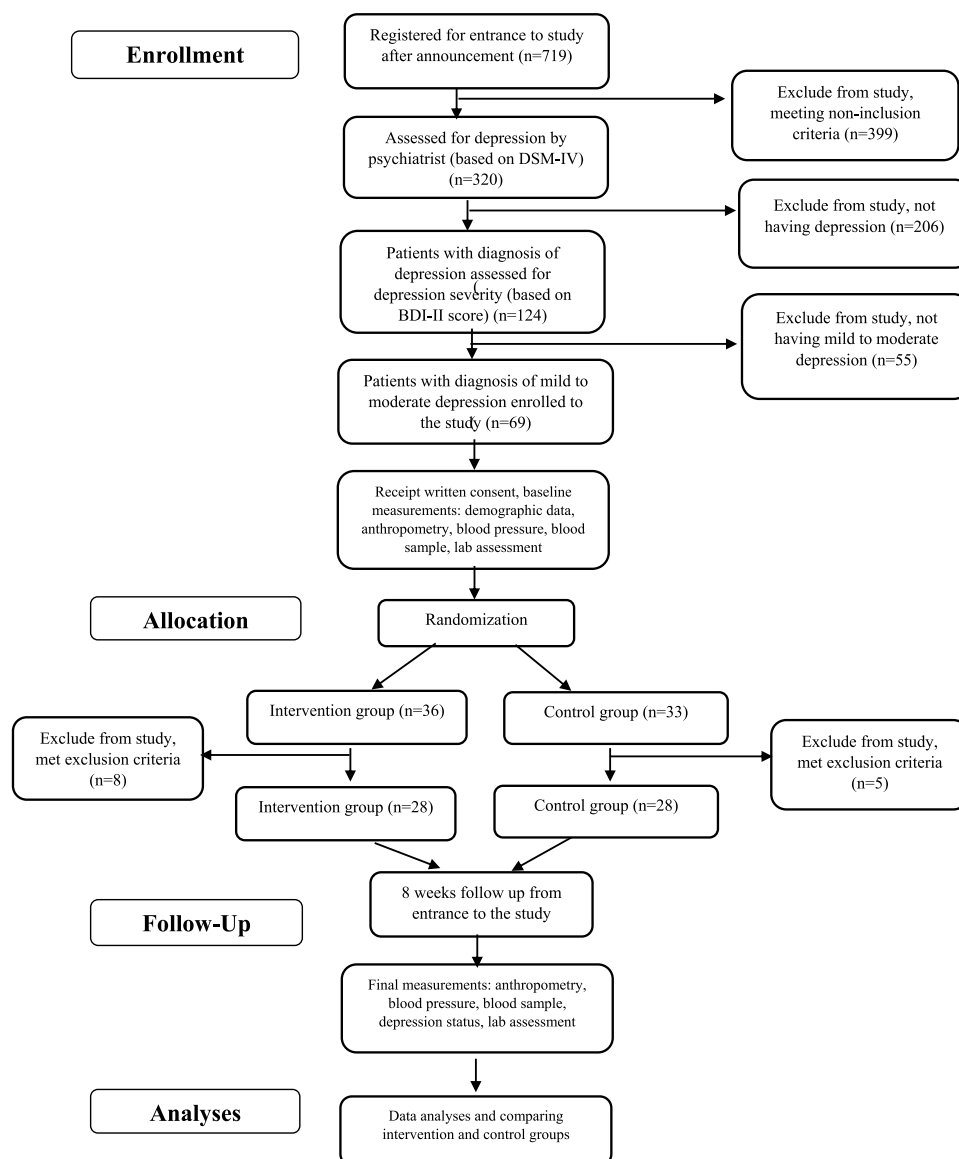 Enrollment
Registered for entrance to study
after announcement (n=719)
Exclude from study,
meeting non-inclusion
criteria (n=399)
Assessed for depression by
psychiatrist (based on DSM-IV)
(n=320)
Exclude from study, not
having depression (n=206)
Patients with diagnosis of
depression assessed for
(
depression severity (based on
BDI-II score) (n=124)
Exclude from study, not
having mild to moderate
depression (n=55)
Patients with diagnosis of mild to
moderate depression enrolled to
the study (n=69)
(
Receipt written consent, baseline
measurements: demographic data,
anthropometry, blood pressure, blood
sample, lab assessment
Allocation
Randomization
Intervention group (n=36)
Control group (n=33)
Exclude from study,
met exclusion criteria
(n=8)
Exclude from study,
met exclusion criteria
(n=5)
Intervention group (n=28)
Control group (n=28)
Follow-Up
8 weeks follow up from
entrance to the study
Final measurements: anthropometry,
blood pressure, blood sample,
depression status, lab assessment
Analyses
Data analyses and comparing
intervention and control groups